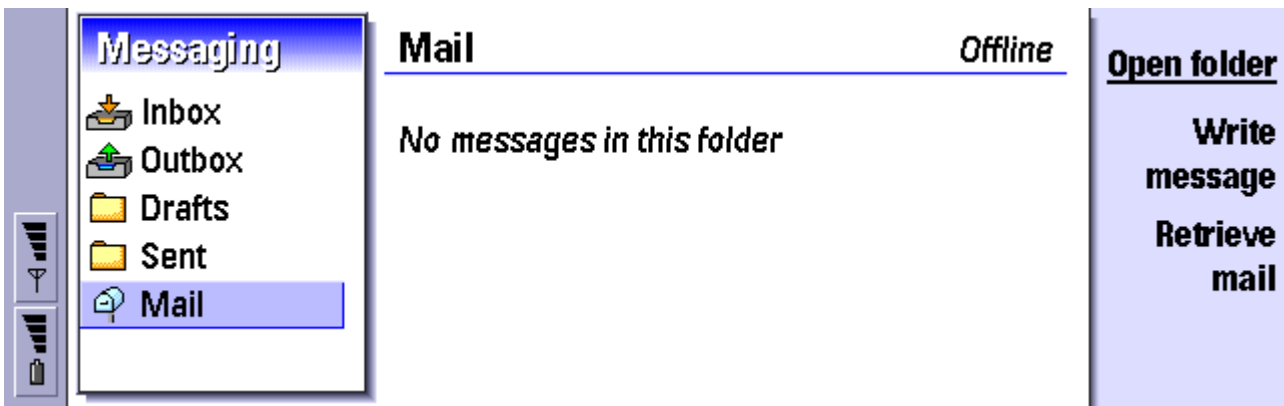 Messaging
Inbox
Outbox
Drafts
Sent
Mail
Mail
Offline
No messages in this folder
Open folder
Write
message
Retrieve
mail